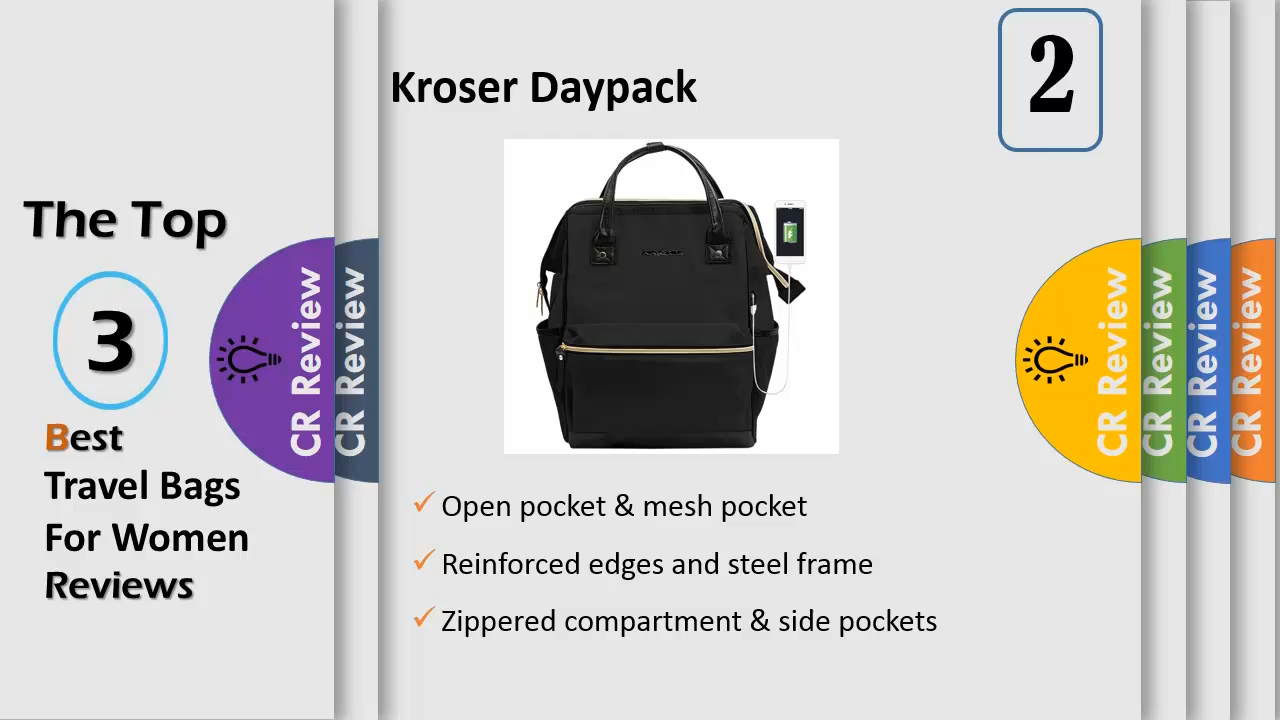 The Top
3
Best
Travel Bags
For Women
Reviews
CR Review
CR Review
Kroser Daypack
2
Open pocket & mesh pocket
Reinforced edges and steel frame
Zippered compartment & side pockets
CR Review
CR Review
CR Review
CR Review